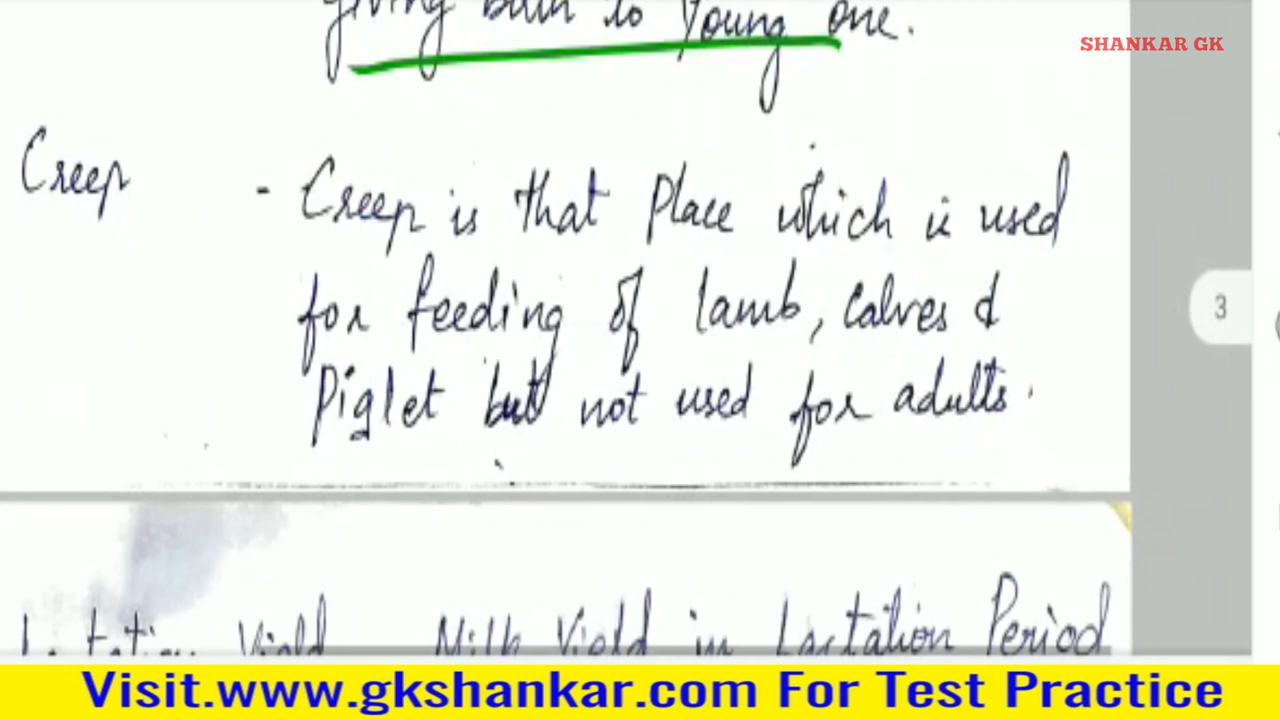 giving birth to Young one.
SHANKAR GK
Creep - Creep is that Place which is used
for feeding of lamb, Calves &
Piglet but not used for adults.
3
Lactation Yield Milk Yield in Lactation Period
Visit.www.gkshankar.com For Test Practice